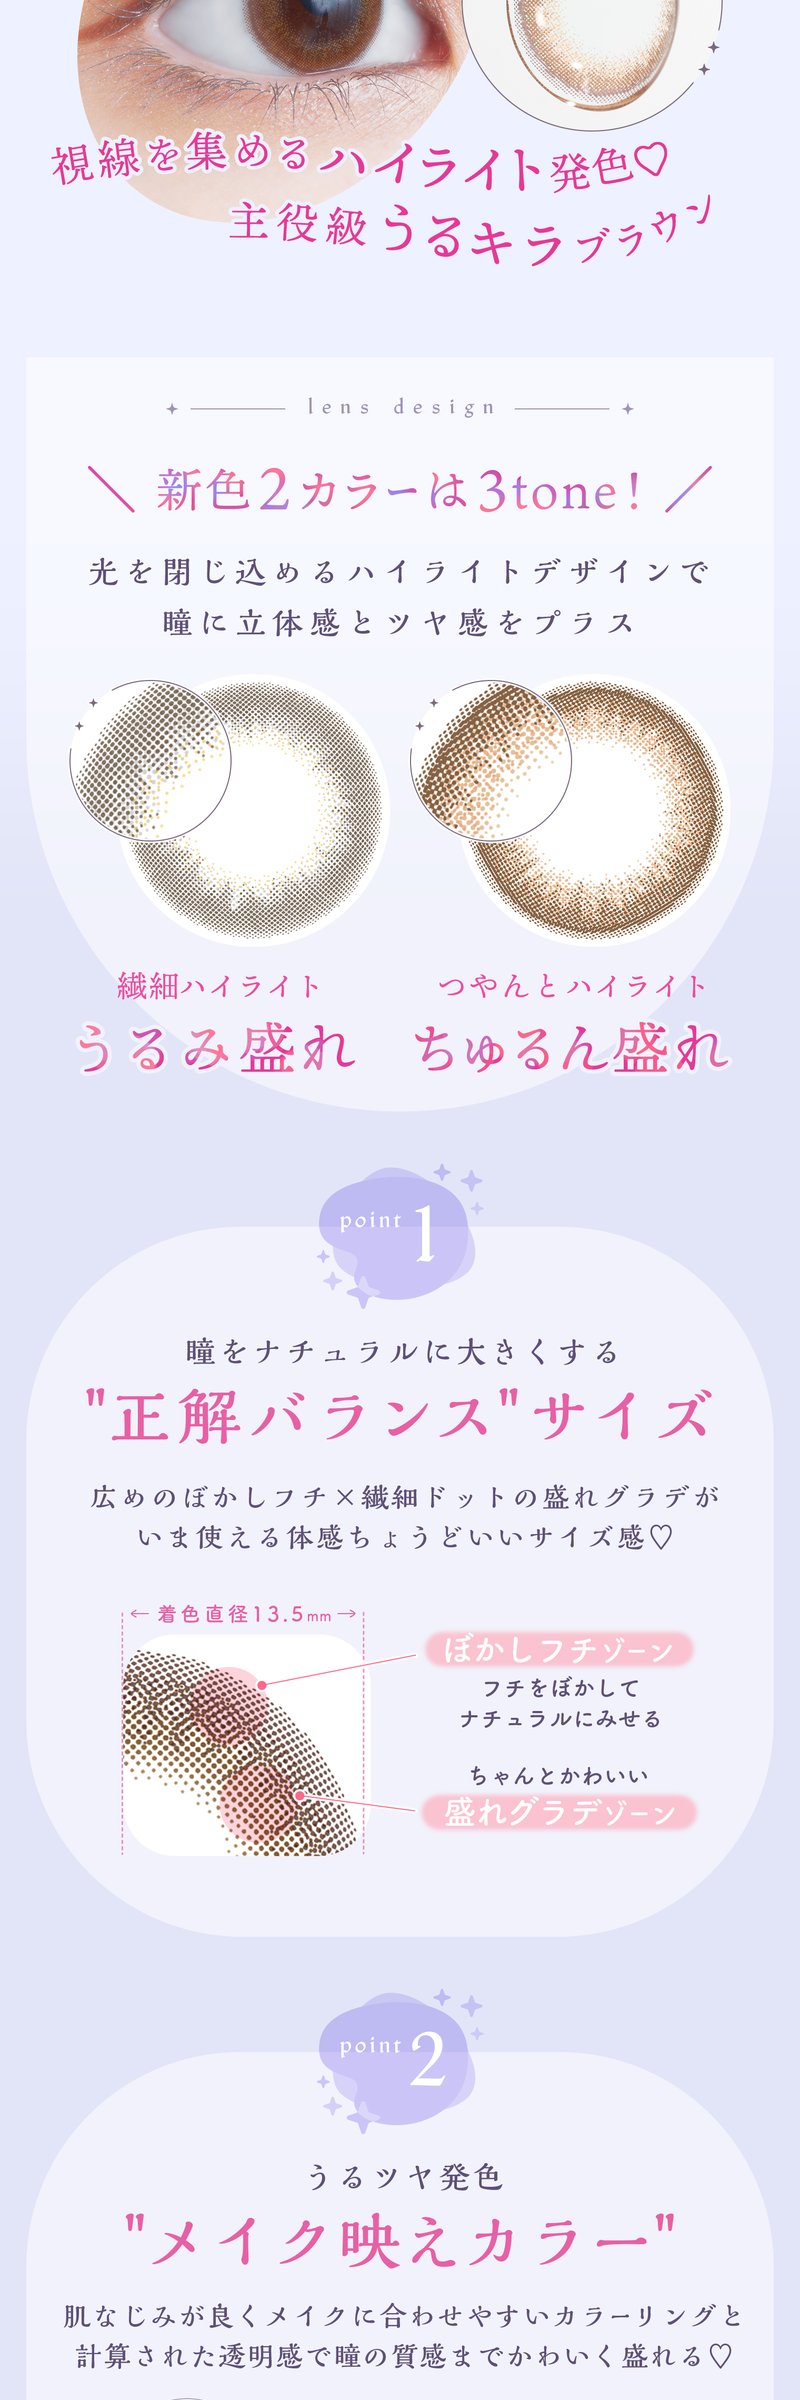 視線を集めるハイライト発色♡
主役級うるキラブラウン
lens design
＼ 新色2カラーは3tone! ／
光を閉じ込めるハイライトデザインで
瞳に立体感とツヤ感をプラス
繊細ハイライト
うるみ盛れ
つやんとハイライト
ちゅるん盛れ
point 1
瞳をナチュラルに大きくする
"正解バランス"サイズ
広めのぼかしフチ×繊細ドットの盛れグラデが
いま使える体感ちょうどいいサイズ感♡
←着色直径13.5mm→
ぼかしフチゾーン
フチをぼかして
ナチュラルにみせる
ちゃんとかわいい
盛れグラデゾーン
point 2
うるツヤ発色
"メイク映えカラー"
肌なじみが良くメイクに合わせやすいカラーリングと
計算された透明感で瞳の質感までかわいく盛れる♡